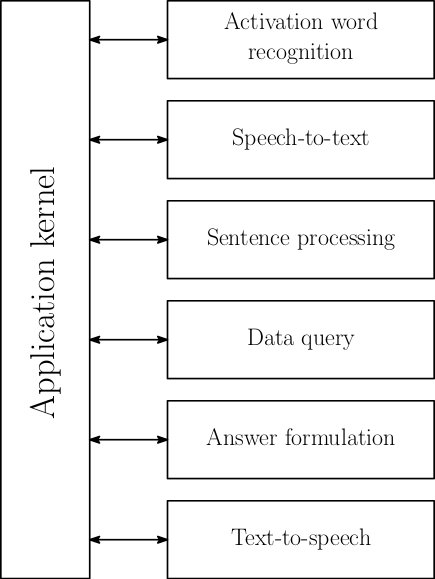 Application kernel
Activation word
recognition
Speech-to-text
Sentence processing
Data query
Answer formulation
Text-to-speech